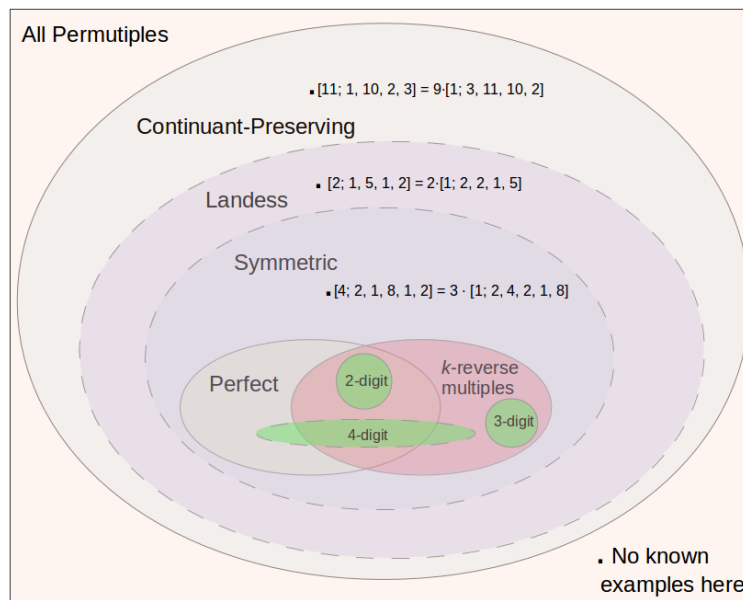 All Permutiples
[11; 1, 10, 2, 3] = 9·[1; 3, 11, 10, 2]
Continuant-Preserving
[2; 1, 5, 1, 2] = 2·[1; 2, 2, 1, 5]
Landess
Symmetric
[4; 2, 1, 8, 1, 2] = 3 · [1; 2, 4, 2, 1, 8]
Perfect
2-digit
k-reverse
multiples
3-digit
4-digit
. No known
examples here